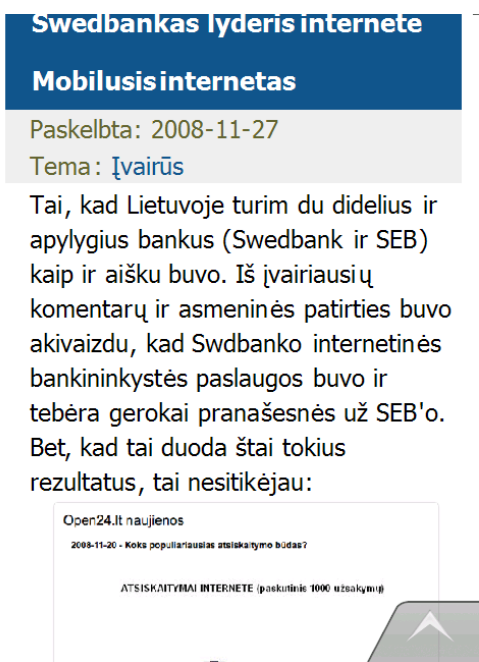 Swedbankas lyderis internete
Mobilusis internetas
Paskelbta: 2008-11-27
Tema: Įvairūs
Tai, kad Lietuvoje turim du didelius ir
apylygius bankus (Swedbank ir SEB)
kaip ir aišku buvo. Iš įvairiausių
komentarų ir asmeninės patirties buvo
akivaizdu, kad Swdbanko internetinės
bankininkystės paslaugos buvo ir
tebėra gerokai pranašesnės už SEB'o.
Bet, kad tai duoda štai tokius
rezultatus, tai nesitikėjau:
Open24.lt naujienos
2008-11-20 - Koks populiariausias atsiskaitymo būdas?
ATSISKAITYMAI INTERNETE (paskutinis 1000 užsakymų)